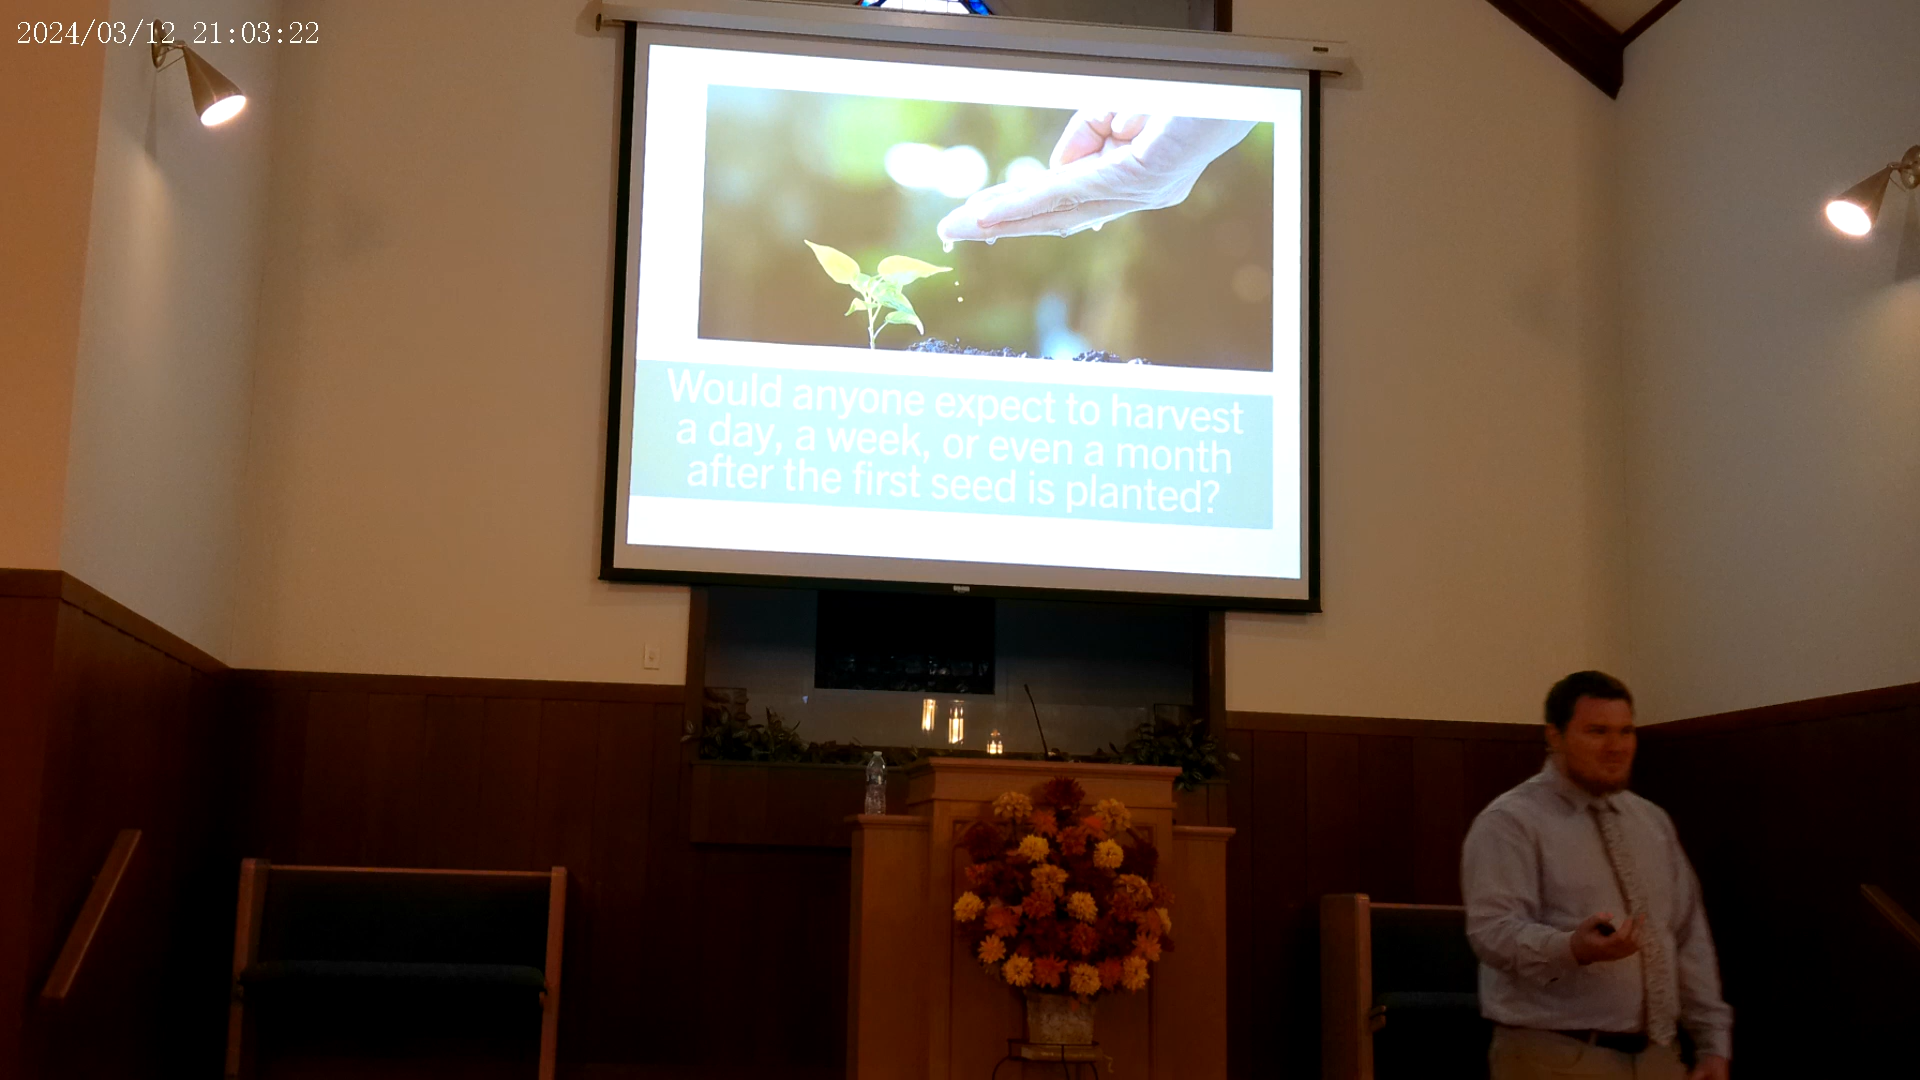 2024/03/12 21:03:22
Would anyone expect to harvest
a day, a week, or even a month
after the first seed is planted?